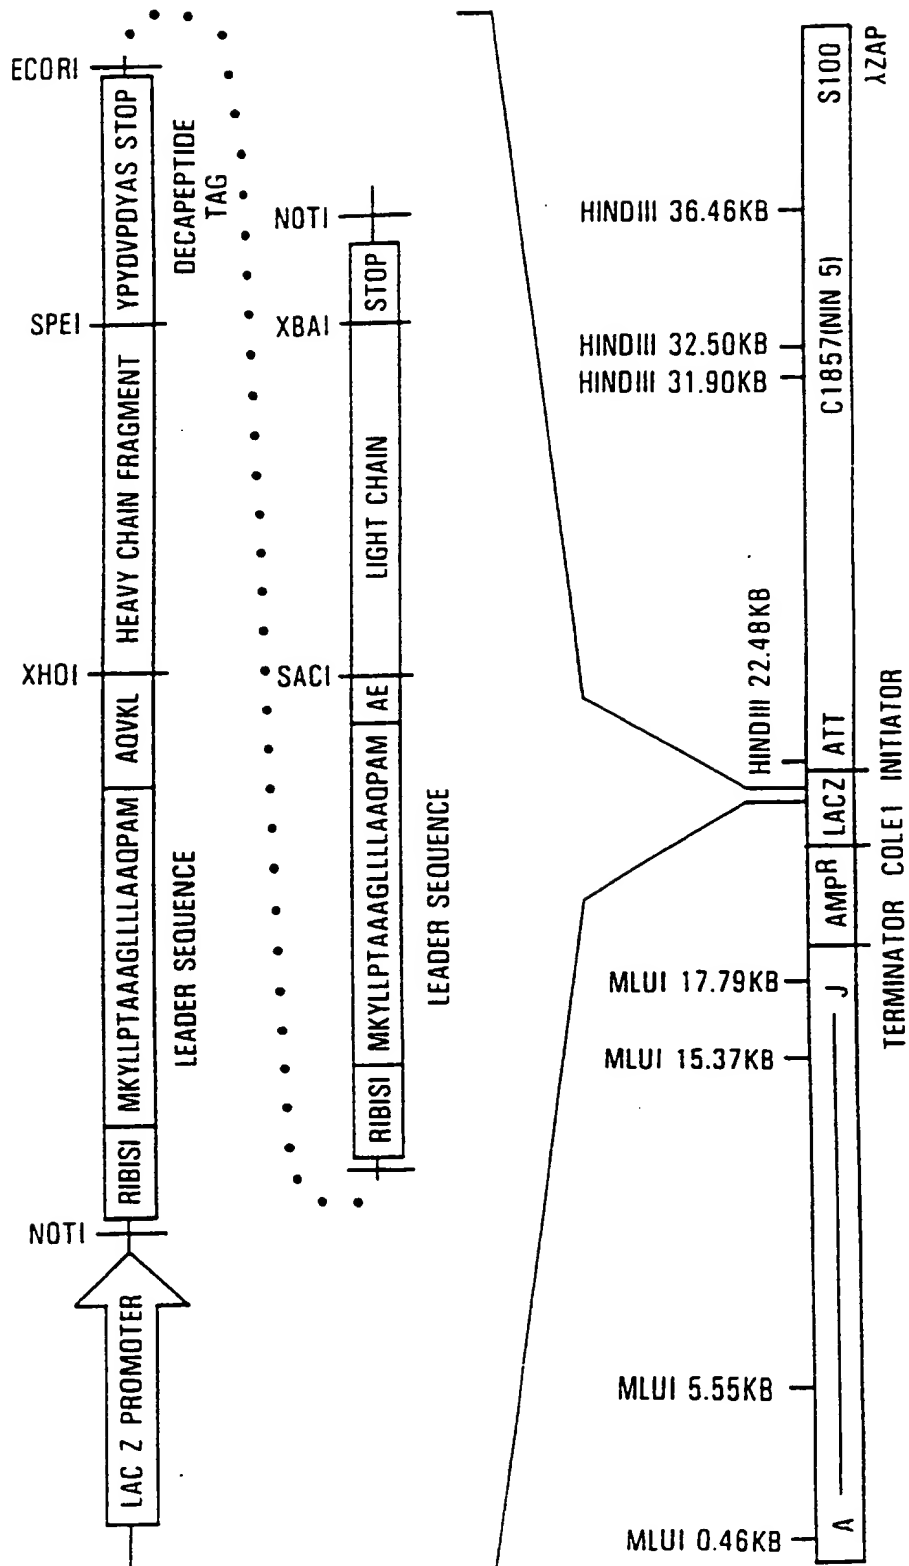 LAC Z PROMOTER
NOTI
RIBISI
MKYLLPTAAAGLLLLAAQPAM
LEADER SEQUENCE
AQVKL
XHOI
HEAVY CHAIN FRAGMENT
SPEI
YPYDVPDYAS STOP
DECAPEPTIDE
TAG
ECORI
RIBISI
MKYLLPTAAAGLLLLAAQPAM
LEADER SEQUENCE
AE
SACI
LIGHT CHAIN
XBAI
STOP
NOTI
MLUI 0.46KB
MLUI 5.55KB
MLUI 15.37KB
MLUI 17.79KB
HINDIII 22.48KB
HINDIII 31.90KB
HINDIII 32.50KB
HINDIII 36.46KB
A
J
AMPR
LACZ
ATT
C1857(NIN 5)
S100
TERMINATOR COLE1 INITIATOR
λZAP